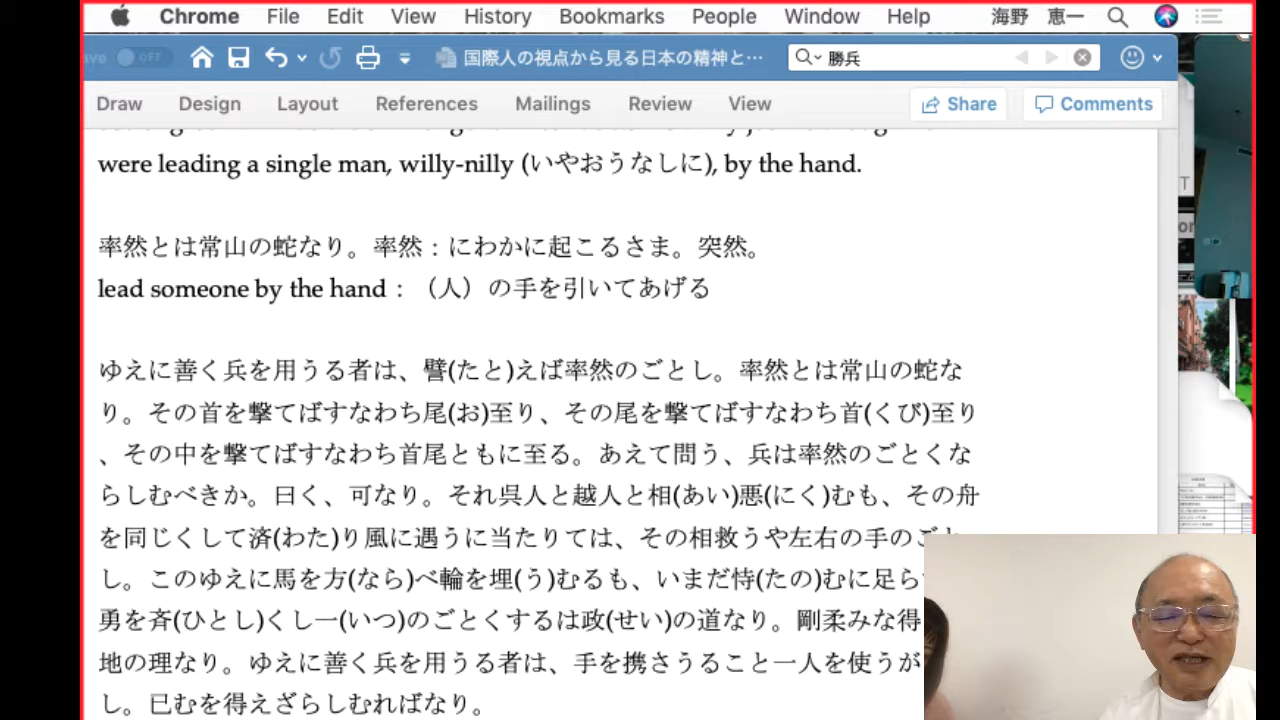 Chrome File Edit View History Bookmarks People Window Help 海野 恵一
OFF 国際人の視点から見る日本の精神と… 勝兵
Draw Design Layout References Mailings Review View Share Comments
were leading a single man, willy-nilly (いやおうなしに), by the hand.
率然とは常山の蛇なり。率然：にわかに起こるさま。突然。
lead someone by the hand：（人）の手を引いてあげる
ゆえに善く兵を用うる者は、譬(たと)えば率然のごとし。率然とは常山の蛇な
り。その首を撃てばすなわち尾(お)至り、その尾を撃てばすなわち首(くび)至り
、その中を撃てばすなわち首尾ともに至る。あえて問う、兵は率然のごとくな
らしむべきか。曰く、可なり。それ呉人と越人と相(あい)悪(にく)むも、その舟
を同じくして済(わた)り風に遇うに当たりては、その相救うや左右の手のごと
し。このゆえに馬を方(なら)べ輪を埋(う)むるも、いまだ恃(たの)むに足ら
勇を斉(ひとし)くし一(いつ)のごとくするは政(せい)の道なり。剛柔みな得
地の理なり。ゆえに善く兵を用うる者は、手を携さうること一人を使うが
し。已むを得えざらしむればなり。